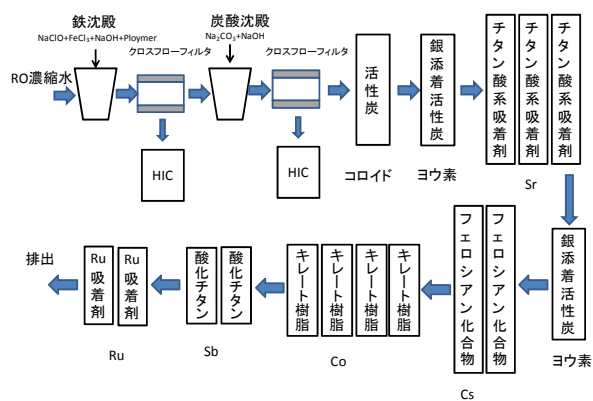 鉄沈殿
NaClO+FeCl₃+NaOH+Ploymer
炭酸沈殿
Na₂CO₃+NaOH
クロスフローフィルタ
クロスフローフィルタ
RO濃縮水
HIC
HIC
活性炭
コロイド
銀添着活性炭
ヨウ素
チタン酸系吸着剤
チタン酸系吸着剤
チタン酸系吸着剤
Sr
銀添着活性炭
ヨウ素
フェロシアン化合物
フェロシアン化合物
Cs
キレート樹脂
キレート樹脂
キレート樹脂
キレート樹脂
Co
酸化チタン
酸化チタン
Sb
Ru吸着剤
Ru吸着剤
Ru
排出